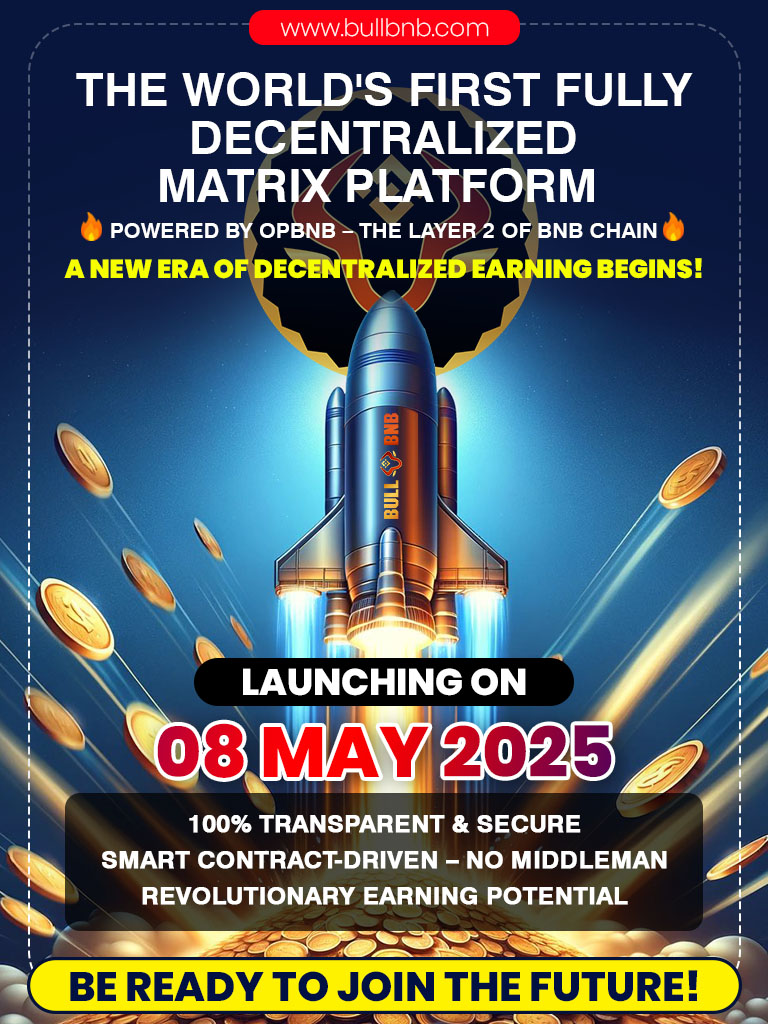 www.bullbnb.com
THE WORLD'S FIRST FULLY
DECENTRALIZED
MATRIX PLATFORM
🔥 POWERED BY OPBNB – THE LAYER 2 OF BNB CHAIN 🔥
A NEW ERA OF DECENTRALIZED EARNING BEGINS!
BULL BNB
LAUNCHING ON
08 MAY 2025
100% TRANSPARENT & SECURE
SMART CONTRACT-DRIVEN – NO MIDDLEMAN
REVOLUTIONARY EARNING POTENTIAL
BE READY TO JOIN THE FUTURE!